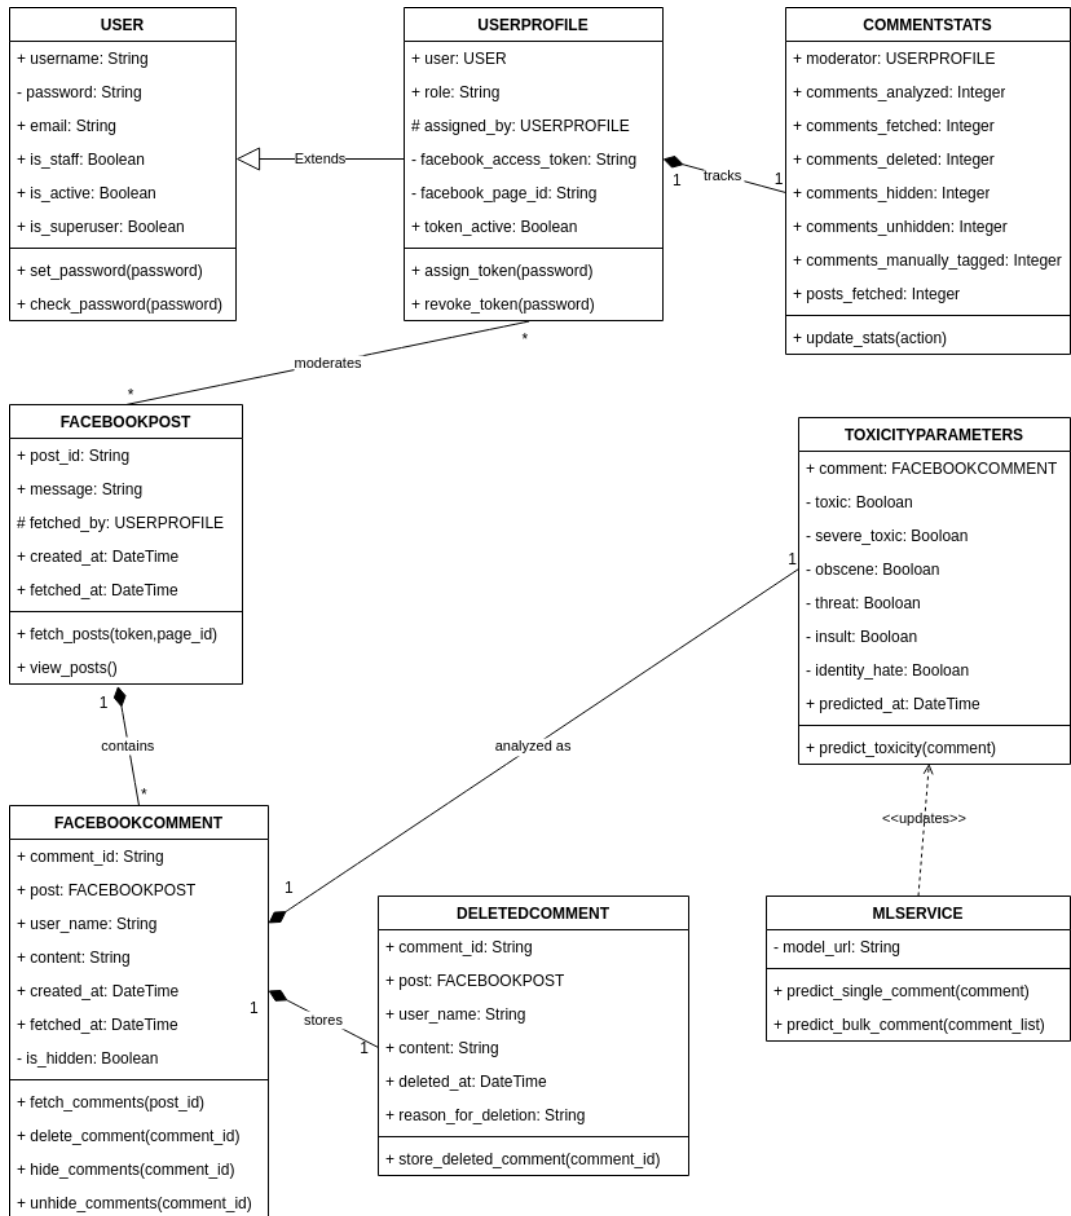 USER
+ username: String
- password: String
+ email: String
+ is_staff: Boolean
+ is_active: Boolean
+ is_superuser: Boolean
+ set_password(password)
+ check_password(password)
Extends
USERPROFILE
+ user: USER
+ role: String
# assigned_by: USERPROFILE
- facebook_access_token: String
- facebook_page_id: String
+ token_active: Boolean
+ assign_token(password)
+ revoke_token(password)
1
tracks
1
COMMENTSTATS
+ moderator: USERPROFILE
+ comments_analyzed: Integer
+ comments_fetched: Integer
+ comments_deleted: Integer
+ comments_hidden: Integer
+ comments_unhidden: Integer
+ comments_manually_tagged: Integer
+ posts_fetched: Integer
+ update_stats(action)
*
moderates
*
FACEBOOKPOST
+ post_id: String
+ message: String
# fetched_by: USERPROFILE
+ created_at: DateTime
+ fetched_at: DateTime
+ fetch_posts(token,page_id)
+ view_posts()
1
contains
*
TOXICITYPARAMETERS
+ comment: FACEBOOKCOMMENT
- toxic: Booloan
- severe_toxic: Booloan
- obscene: Booloan
- threat: Booloan
- insult: Booloan
- identity_hate: Booloan
+ predicted_at: DateTime
+ predict_toxicity(comment)
1
analyzed as
1
<<updates>>
FACEBOOKCOMMENT
+ comment_id: String
+ post: FACEBOOKPOST
+ user_name: String
+ content: String
+ created_at: DateTime
+ fetched_at: DateTime
- is_hidden: Boolean
+ fetch_comments(post_id)
+ delete_comment(comment_id)
+ hide_comments(comment_id)
+ unhide_comments(comment_id)
1
stores
1
DELETEDCOMMENT
+ comment_id: String
+ post: FACEBOOKPOST
+ user_name: String
+ content: String
+ deleted_at: DateTime
+ reason_for_deletion: String
+ store_deleted_comment(comment_id)
MLSERVICE
- model_url: String
+ predict_single_comment(comment)
+ predict_bulk_comment(comment_list)